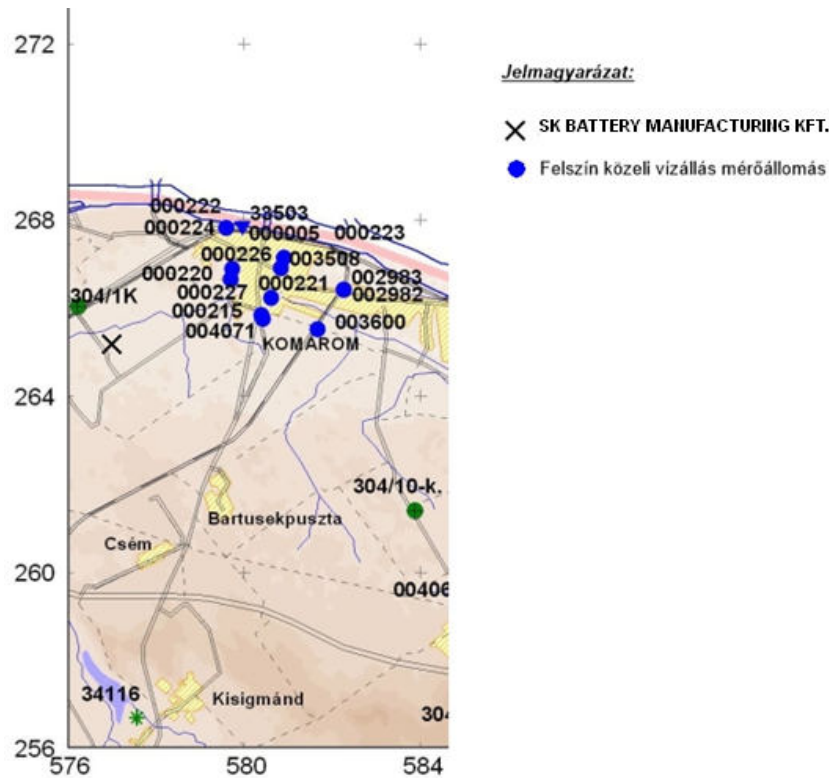 272
Jelmagyarázat:
SK BATTERY MANUFACTURING KFT.
Felszín közeli vízállás mérőállomás
268
000222
33503
000224
000005
000223
000226
003508
000220
000221
002983
304/1K
000227
002982
000215
003600
004071
KOMÁROM
264
304/10-k.
Bartusekpuszta
Csém
260
00406
34116
Kisigmánd
304
256
576
580
584